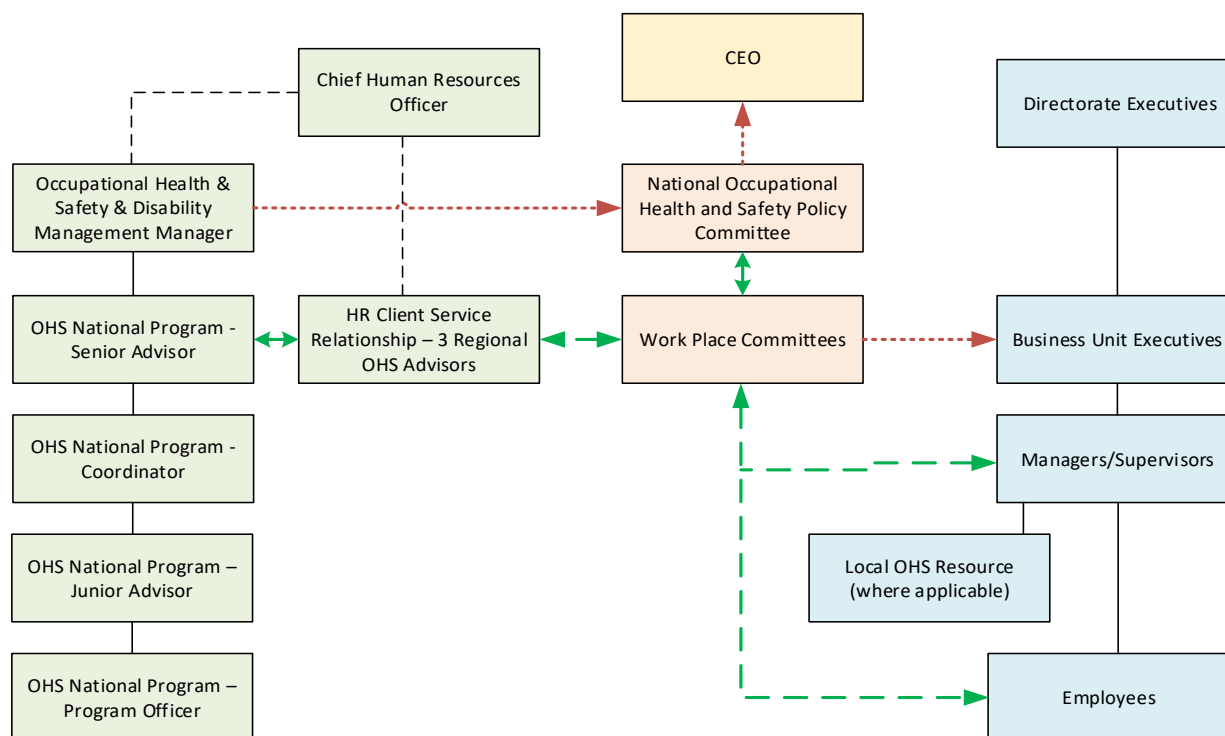 CEO
Chief Human Resources
Officer
Directorate Executives
Occupational Health &
Safety & Disability
Management Manager
National Occupational
Health and Safety Policy
Committee
OHS National Program -
Senior Advisor
HR Client Service
Relationship – 3 Regional
OHS Advisors
Work Place Committees
Business Unit Executives
OHS National Program -
Coordinator
Managers/Supervisors
OHS National Program –
Junior Advisor
Local OHS Resource
(where applicable)
OHS National Program –
Program Officer
Employees